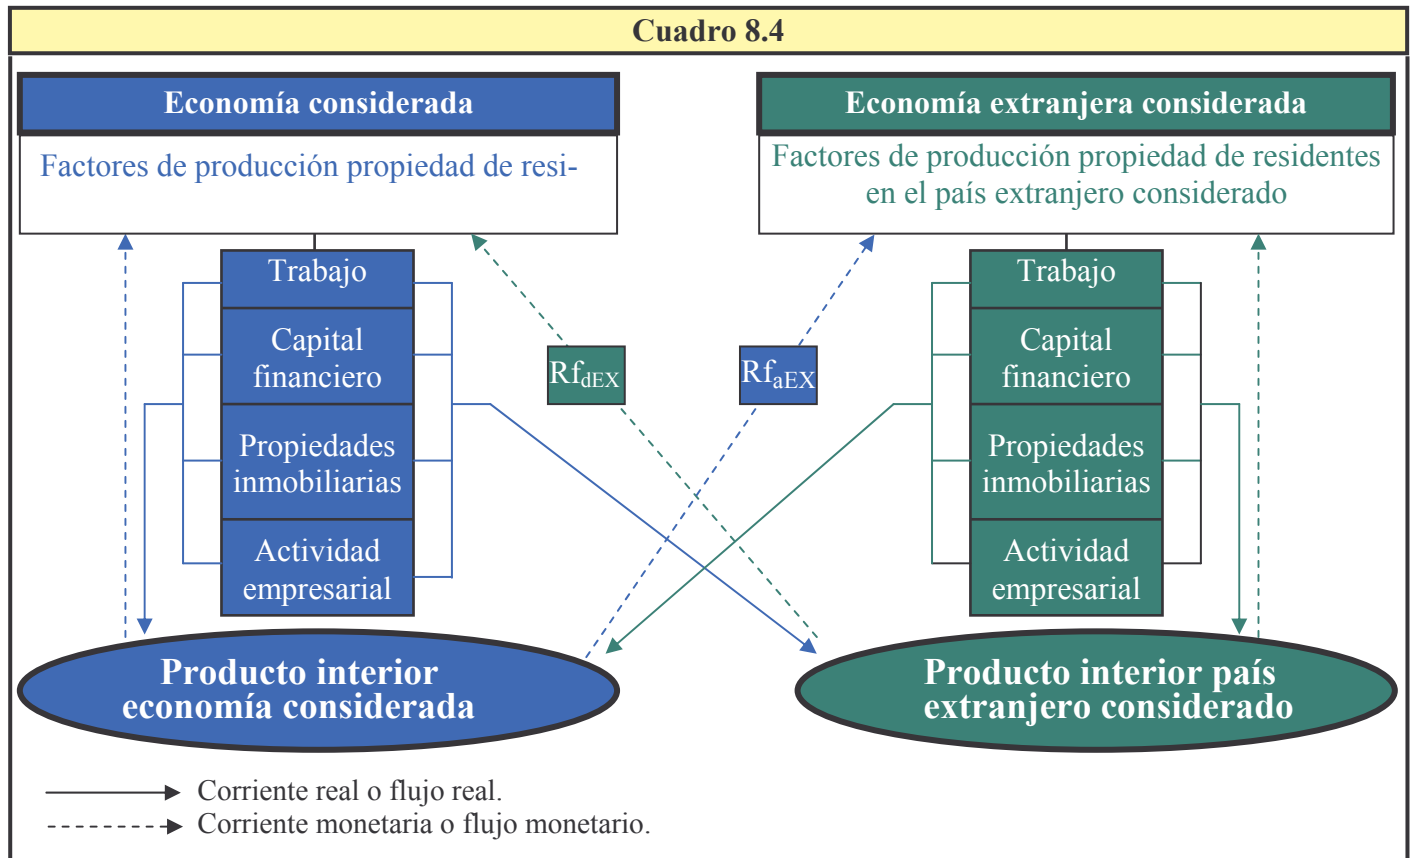 Cuadro 8.4
Economía considerada
Factores de producción propiedad de resi-
Trabajo
Capital
financiero
Propiedades
inmobiliarias
Actividad
empresarial
Producto interior
economía considerada
Rf_dEX
Rf_aEX
Economía extranjera considerada
Factores de producción propiedad de residentes
en el país extranjero considerado
Trabajo
Capital
financiero
Propiedades
inmobiliarias
Actividad
empresarial
Producto interior país
extranjero considerado
Corriente real o flujo real.
Corriente monetaria o flujo monetario.